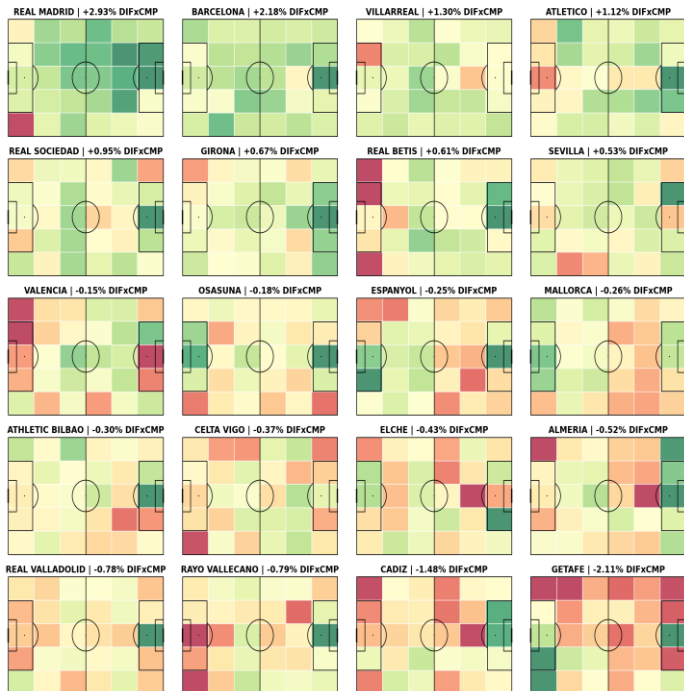 REAL MADRID | +2.93% DIFxCMP
BARCELONA | +2.18% DIFxCMP
VILLARREAL | +1.30% DIFxCMP
ATLETICO | +1.12% DIFxCMP
REAL SOCIEDAD | +0.95% DIFxCMP
GIRONA | +0.67% DIFxCMP
REAL BETIS | +0.61% DIFxCMP
SEVILLA | +0.53% DIFxCMP
VALENCIA | -0.15% DIFxCMP
OSASUNA | -0.18% DIFxCMP
ESPANYOL | -0.25% DIFxCMP
MALLORCA | -0.26% DIFxCMP
ATHLETIC BILBAO | -0.30% DIFxCMP
CELTA VIGO | -0.37% DIFxCMP
ELCHE | -0.43% DIFxCMP
ALMERIA | -0.52% DIFxCMP
REAL VALLADOLID | -0.78% DIFxCMP
RAYO VALLECANO | -0.79% DIFxCMP
CADIZ | -1.48% DIFxCMP
GETAFE | -2.11% DIFxCMP